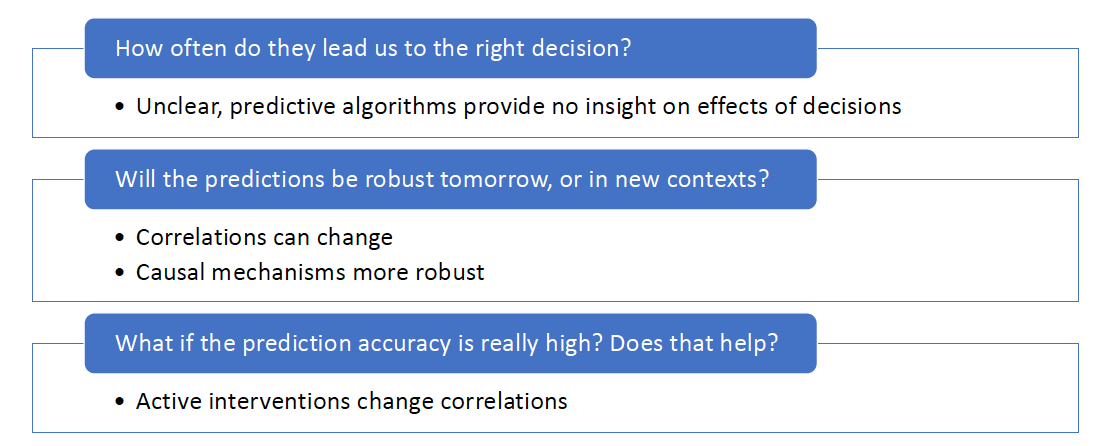 How often do they lead us to the right decision?
• Unclear, predictive algorithms provide no insight on effects of decisions
Will the predictions be robust tomorrow, or in new contexts?
• Correlations can change
• Causal mechanisms more robust
What if the prediction accuracy is really high? Does that help?
• Active interventions change correlations